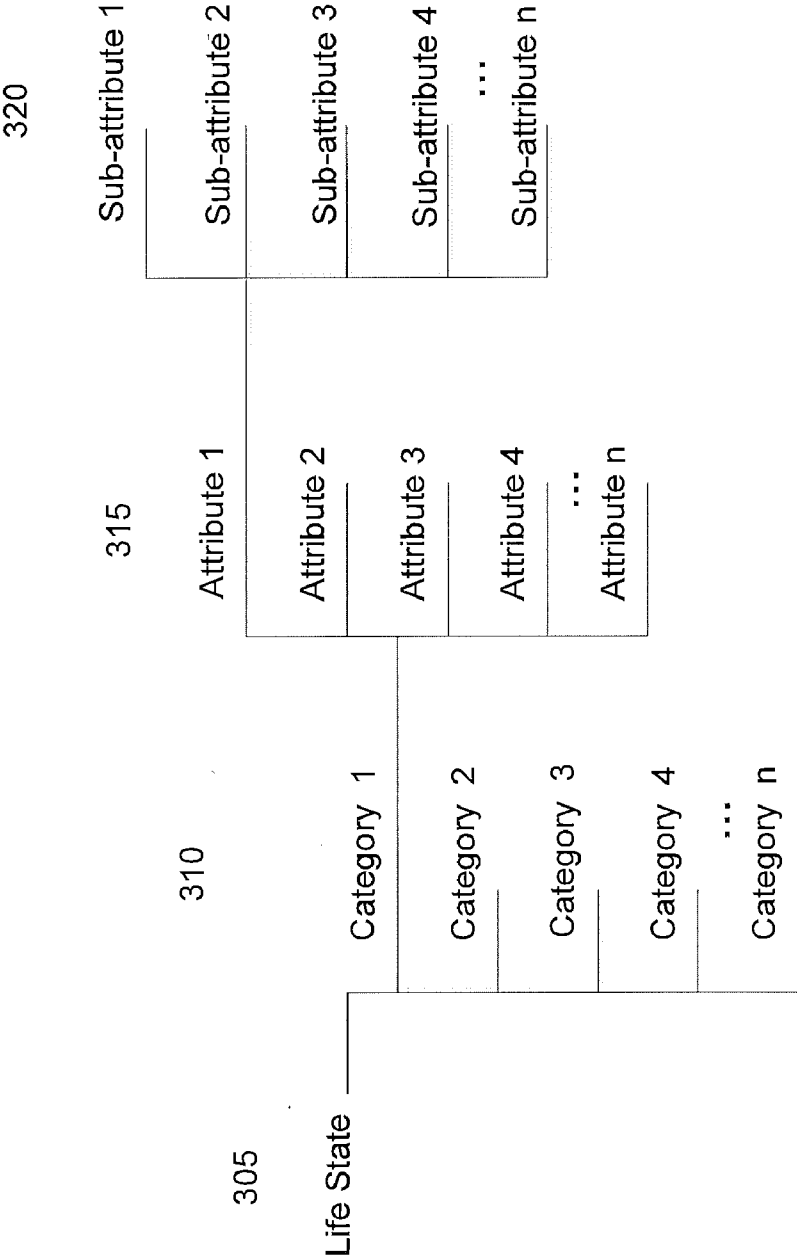 305
Life State
310
Category 1
Category 2
Category 3
Category 4
...
Category n
315
Attribute 1
Attribute 2
Attribute 3
Attribute 4
...
Attribute n
320
Sub-attribute 1
Sub-attribute 2
Sub-attribute 3
Sub-attribute 4
...
Sub-attribute n